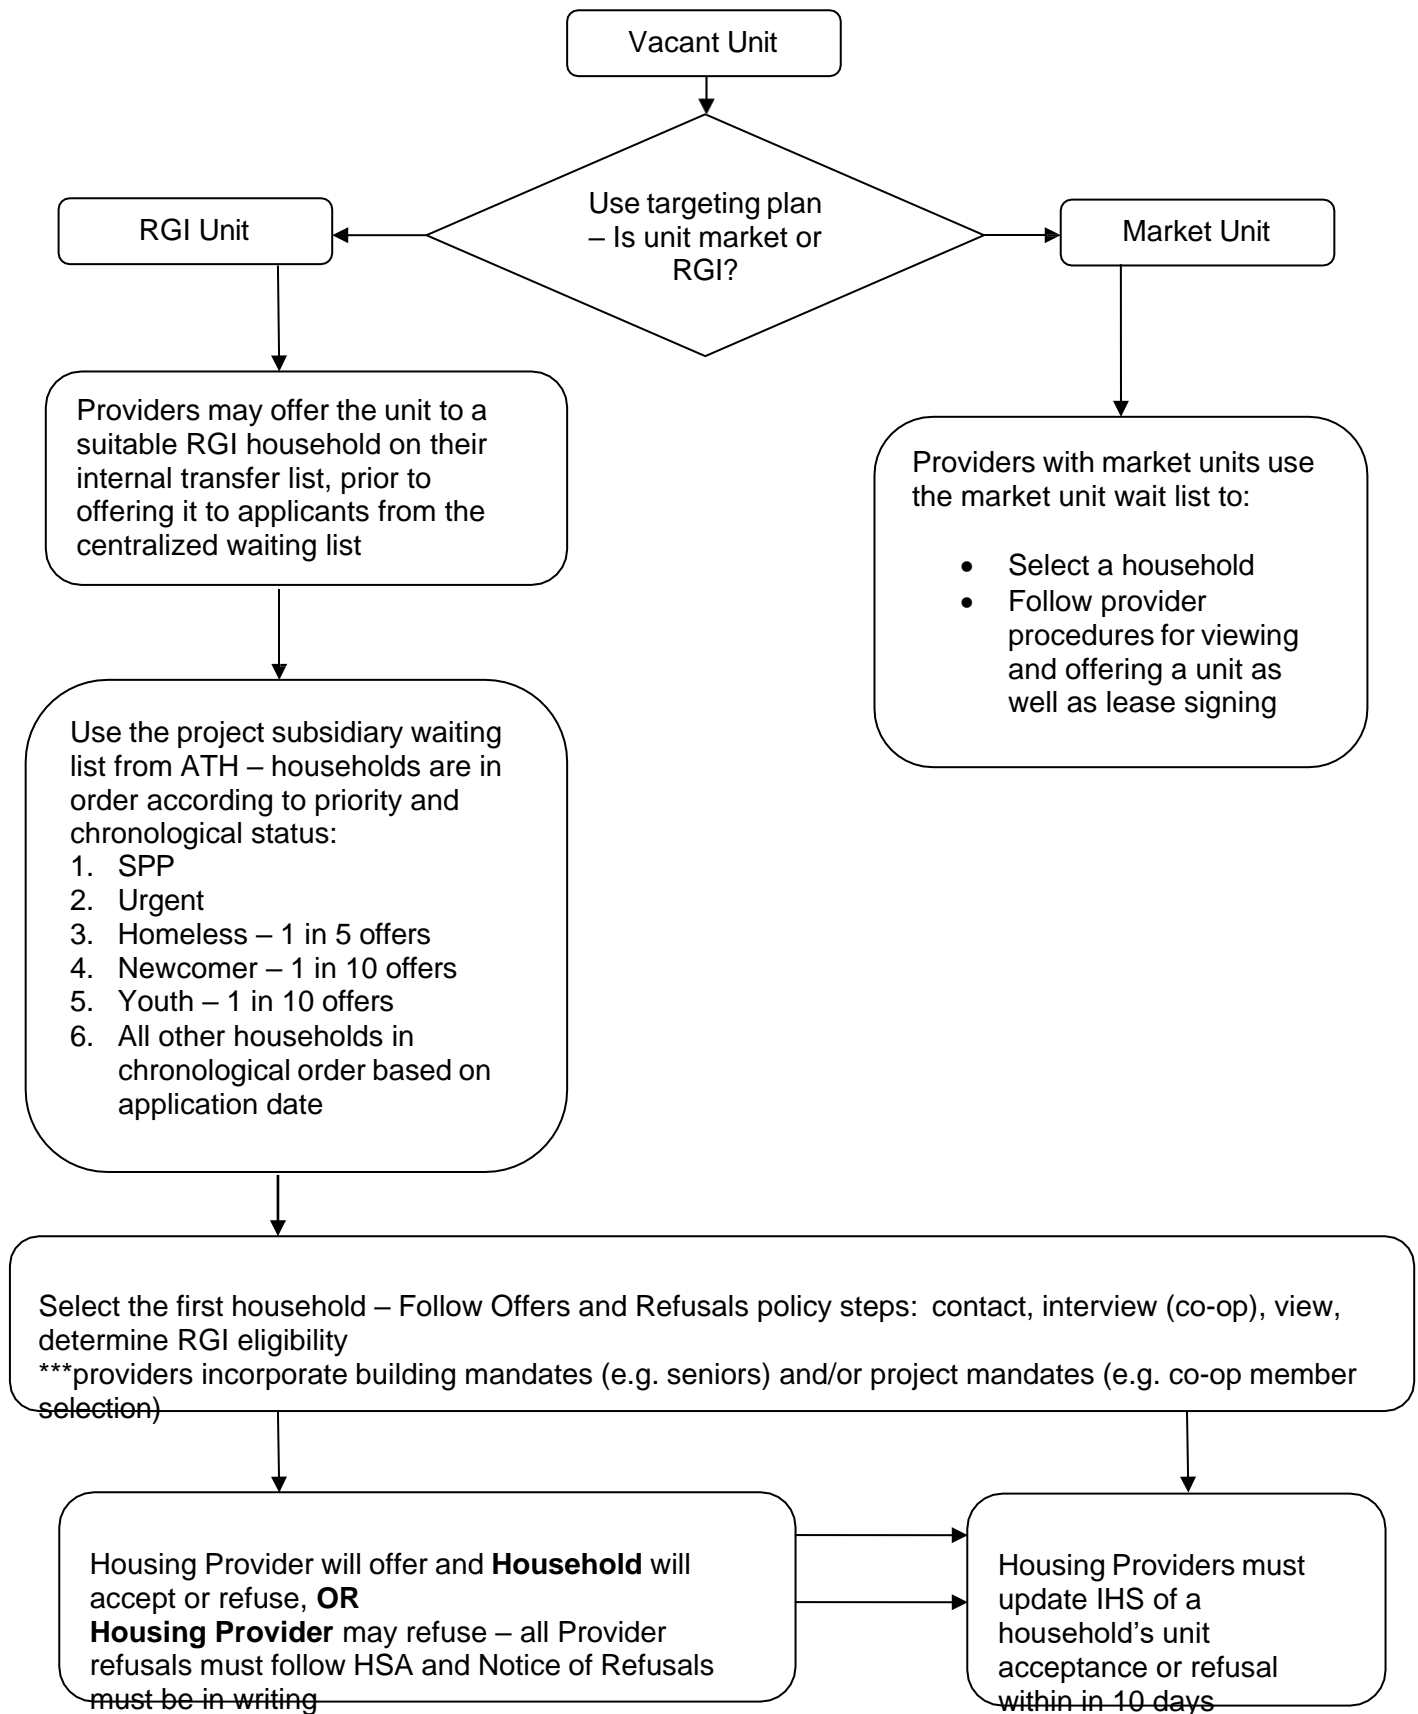 Vacant Unit
Use targeting plan
– Is unit market or
RGI?
RGI Unit
Market Unit
Providers may offer the unit to a
suitable RGI household on their
internal transfer list, prior to
offering it to applicants from the
centralized waiting list
Providers with market units use
the market unit wait list to:
• Select a household
• Follow provider
procedures for viewing
and offering a unit as
well as lease signing
Use the project subsidiary waiting
list from ATH – households are in
order according to priority and
chronological status:
1. SPP
2. Urgent
3. Homeless – 1 in 5 offers
4. Newcomer – 1 in 10 offers
5. Youth – 1 in 10 offers
6. All other households in
chronological order based on
application date
Select the first household – Follow Offers and Refusals policy steps: contact, interview (co-op), view,
determine RGI eligibility
***providers incorporate building mandates (e.g. seniors) and/or project mandates (e.g. co-op member
selection)
Housing Provider will offer and Household will
accept or refuse, OR
Housing Provider may refuse – all Provider
refusals must follow HSA and Notice of Refusals
must be in writing
Housing Providers must
update IHS of a
household’s unit
acceptance or refusal
within in 10 days